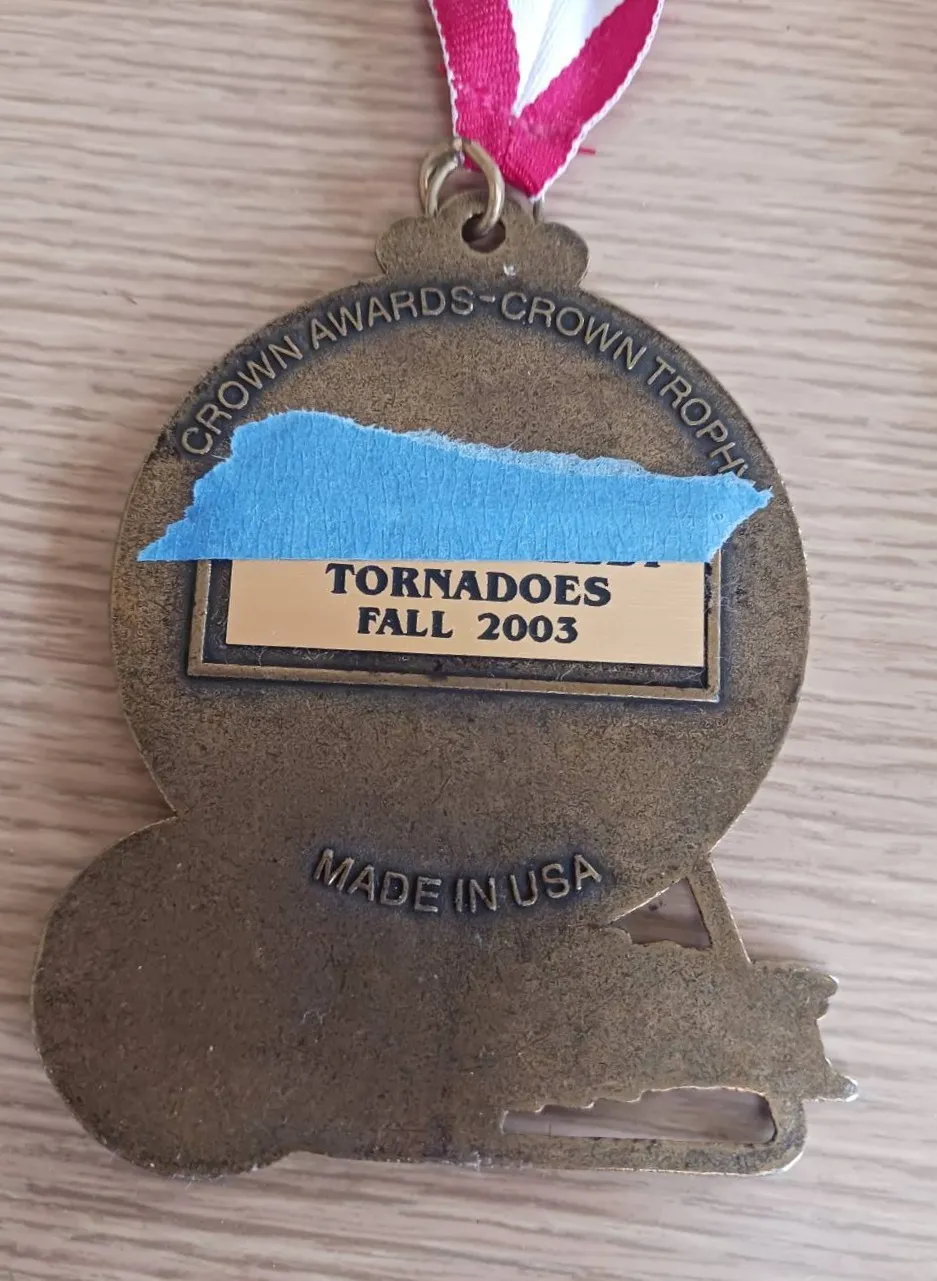 CROWN AWARDS-CROWN TROPHY
TORNADOES
FALL 2003
MADE IN USA